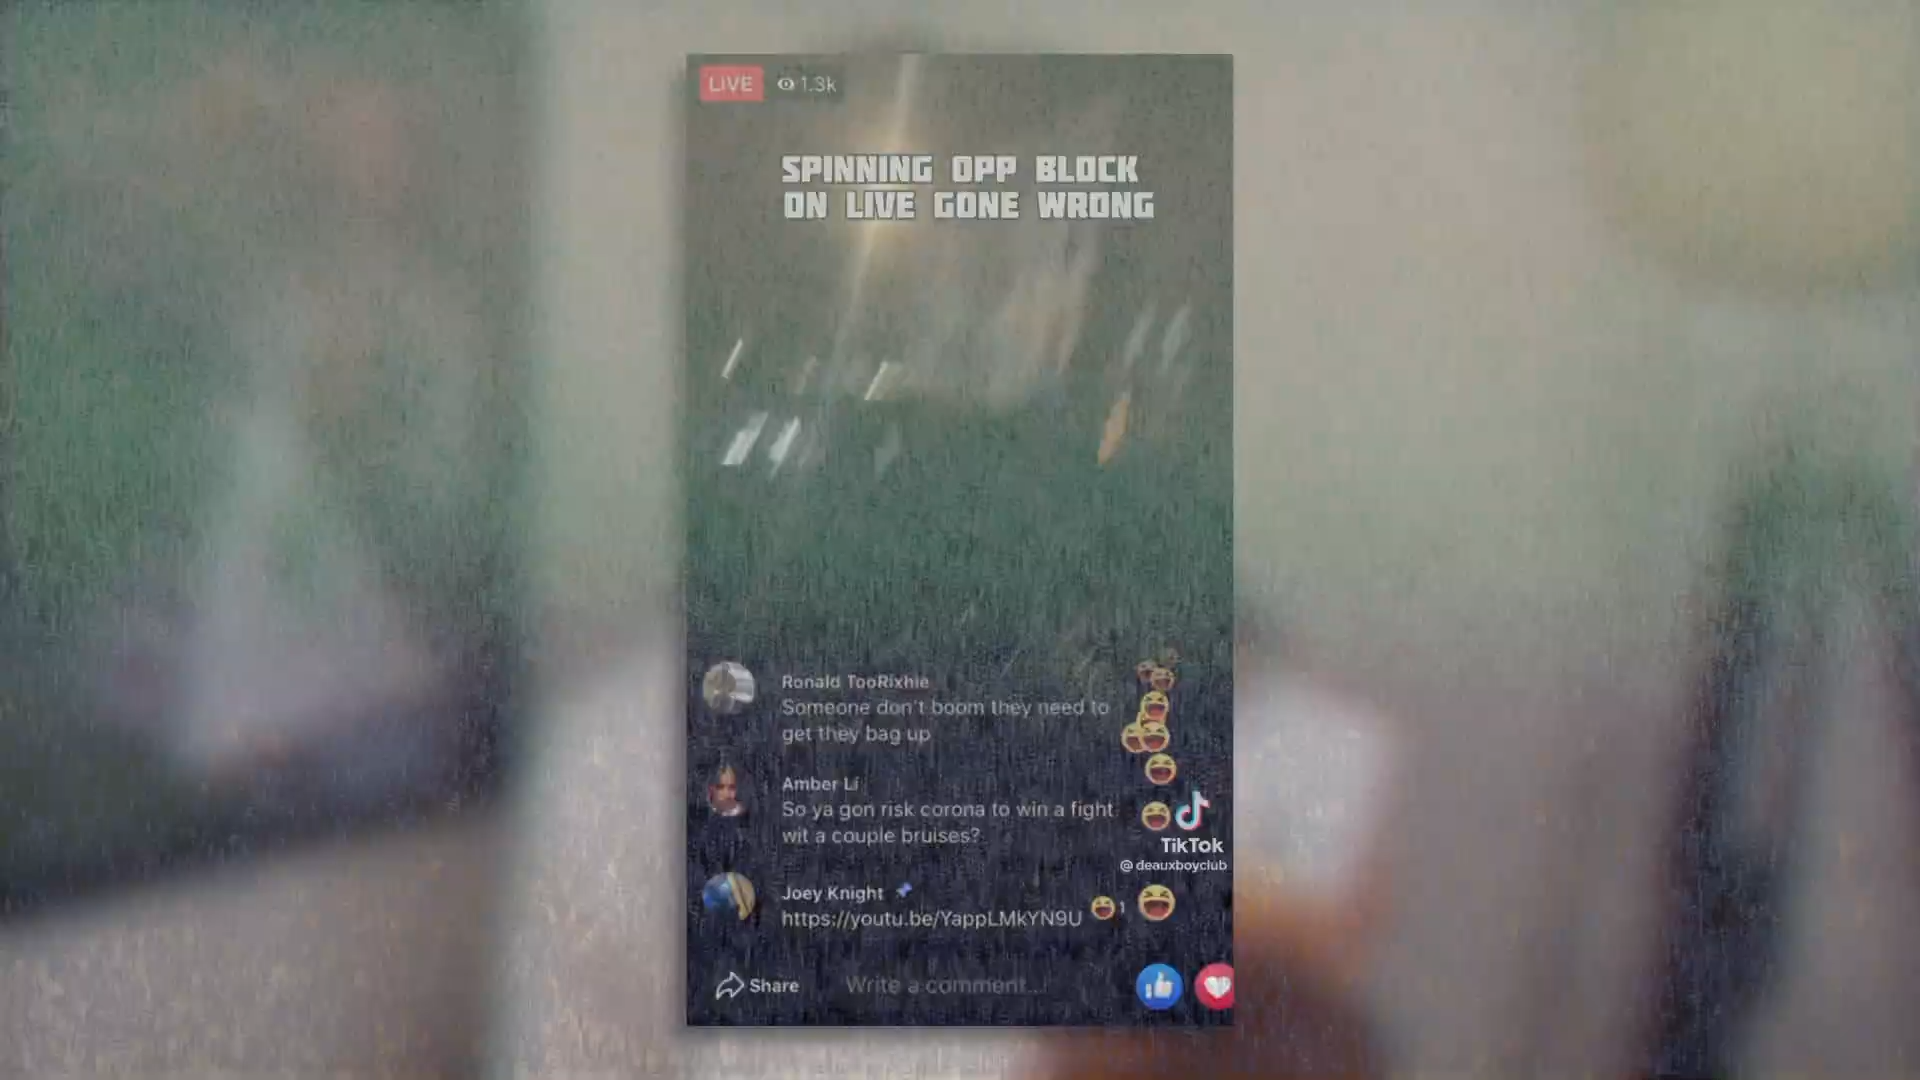 LIVE 1.3k
SPINNING OPP BLOCK
ON LIVE GONE WRONG
Ronald TooRixhie
Someone don't boom they need to
get they bag up
Amber Li
So ya gon risk corona to win a fight
wit a couple bruises?
TikTok
@deauxboyclub
Joey Knight
https://youtu.be/YappLMkYN9U
1
Share
Write a comment...